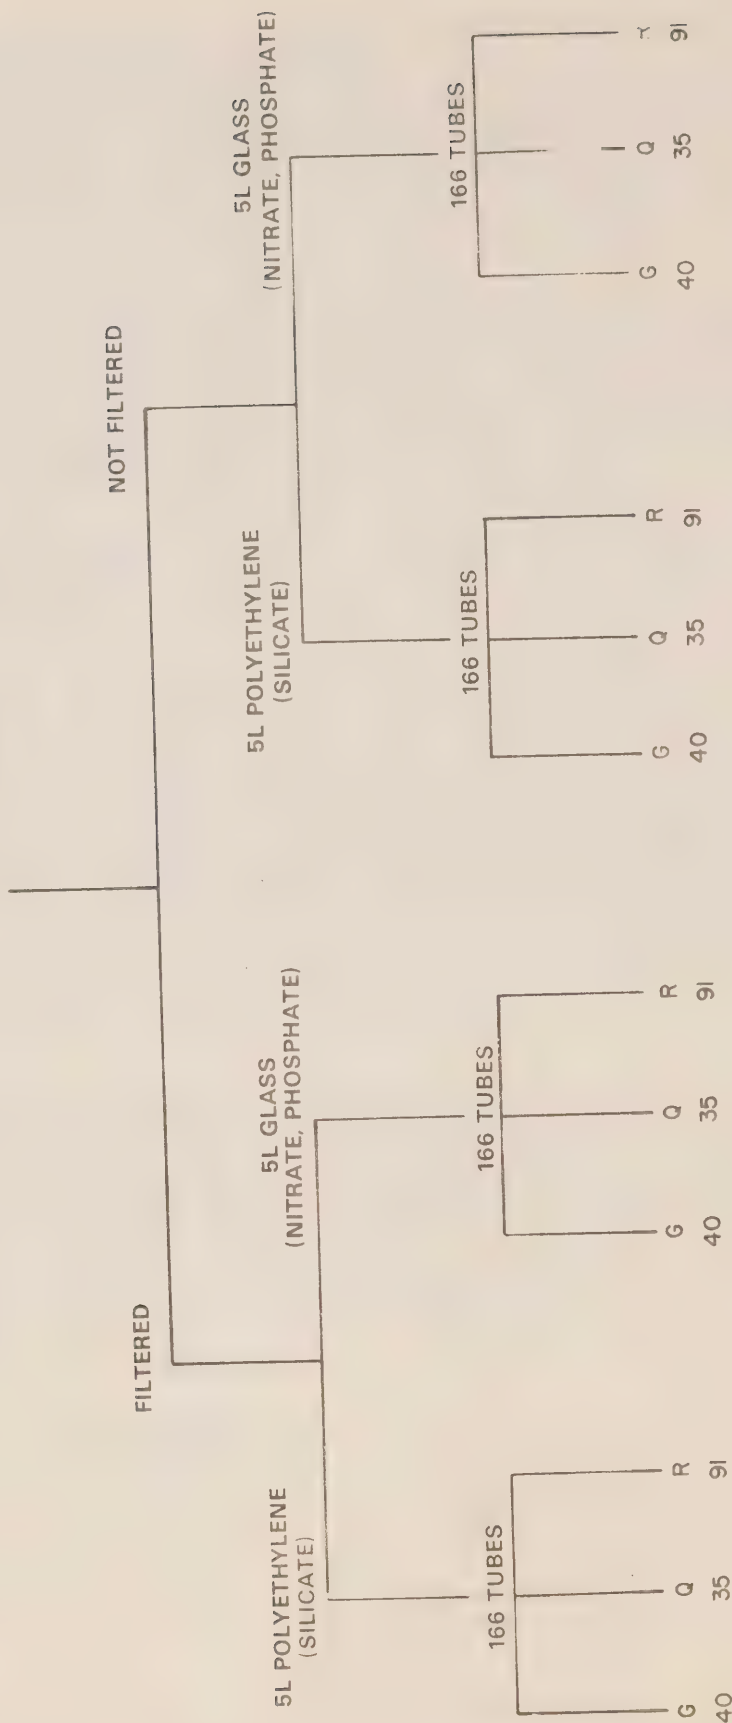 FILTERED
NOT FILTERED
5L POLYETHYLENE
(SILICATE)
5L GLASS
(NITRATE, PHOSPHATE)
5L POLYETHYLENE
(SILICATE)
5L GLASS
(NITRATE, PHOSPHATE)
166 TUBES
166 TUBES
166 TUBES
166 TUBES
G Q R
G Q R
G Q R
G Q
40 35 91
40 35 91
40 35 91
40 35 91